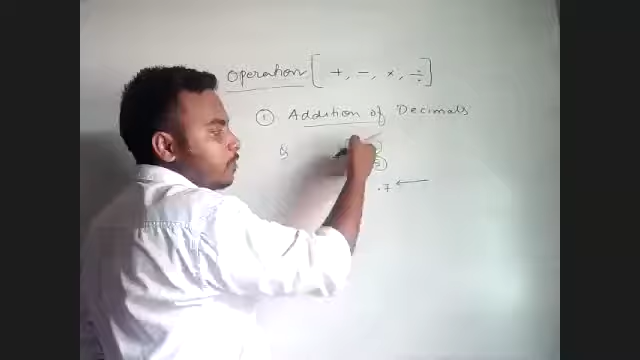 Operation [ +, −, ×, ÷ ]
① Addition of Decimals
.7 ←